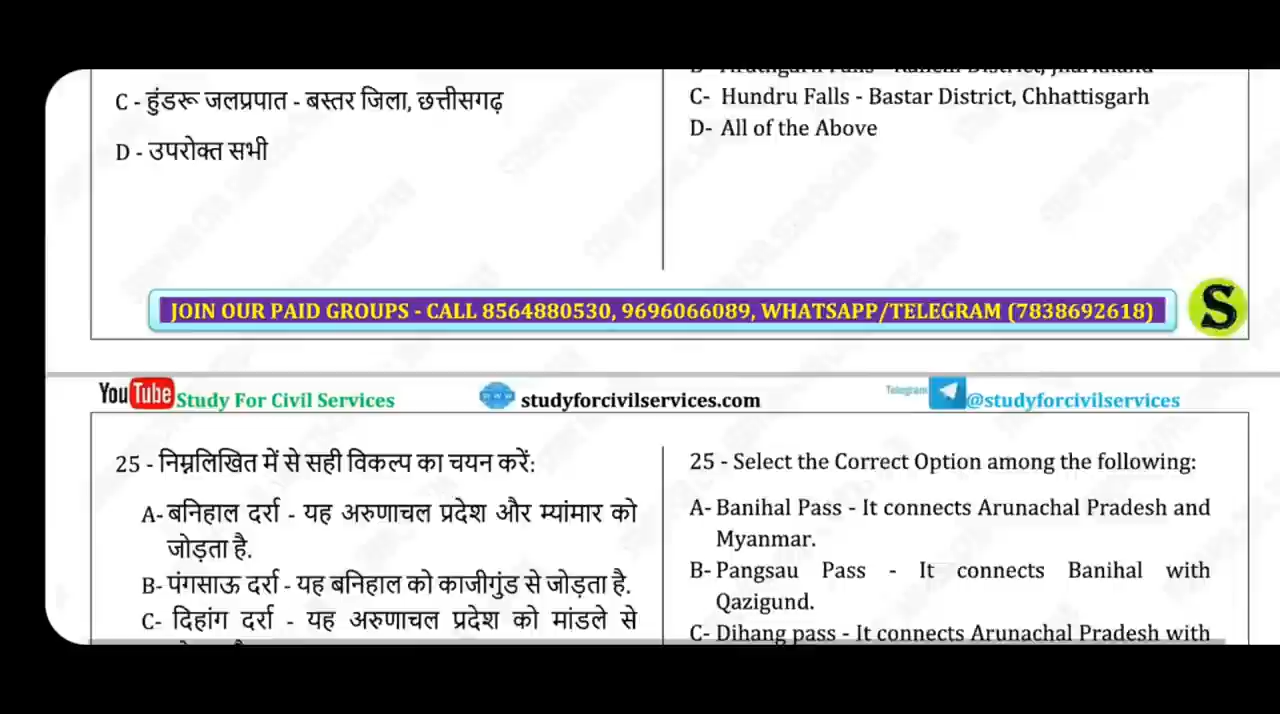 C - हुंडरू जलप्रपात - बस्तर जिला, छत्तीसगढ़
D - उपरोक्त सभी
C- Hundru Falls - Bastar District, Chhattisgarh
D- All of the Above
JOIN OUR PAID GROUPS - CALL 8564880530, 9696066089, WHATSAPP/TELEGRAM (7838692618)
S
YouTube Study For Civil Services
www studyforcivilservices.com
Telegram @studyforcivilservices
25 - निम्नलिखित में से सही विकल्प का चयन करें:
A- बनिहाल दर्रा - यह अरुणाचल प्रदेश और म्यांमार को
जोड़ता है.
B- पंगसाऊ दर्रा - यह बनिहाल को काजीगुंड से जोड़ता है.
C- दिहांग दर्रा - यह अरुणाचल प्रदेश को मांडले से
25 - Select the Correct Option among the following:
A- Banihal Pass - It connects Arunachal Pradesh and
Myanmar.
B- Pangsau Pass - It connects Banihal with
Qazigund.
C- Dihang pass - It connects Arunachal Pradesh with